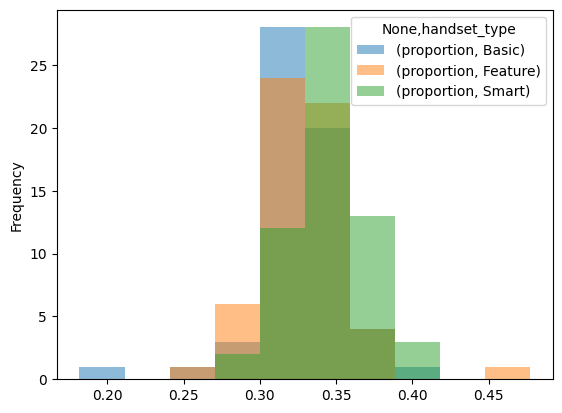 None,handset_type
(proportion, Basic)
(proportion, Feature)
(proportion, Smart)
Frequency
25
20
15
10
5
0
0.20 0.25 0.30 0.35 0.40 0.45